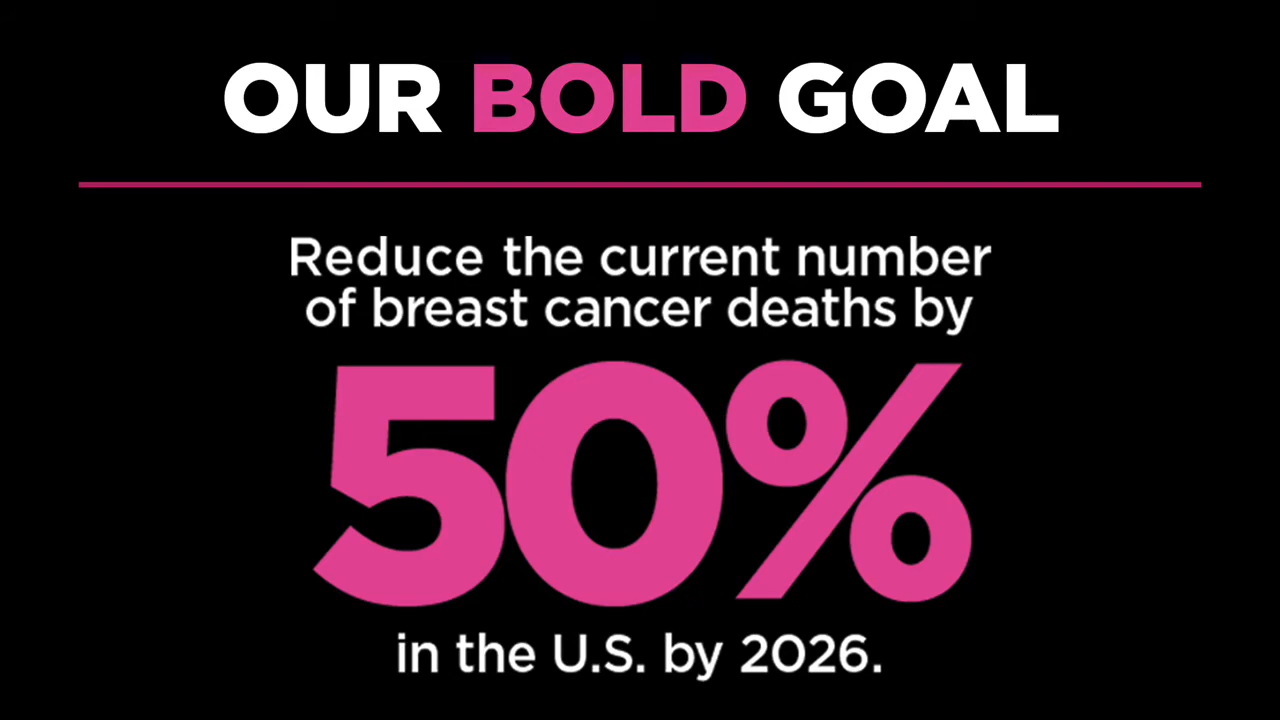 OUR BOLD GOAL
Reduce the current number
of breast cancer deaths by
50%
in the U.S. by 2026.